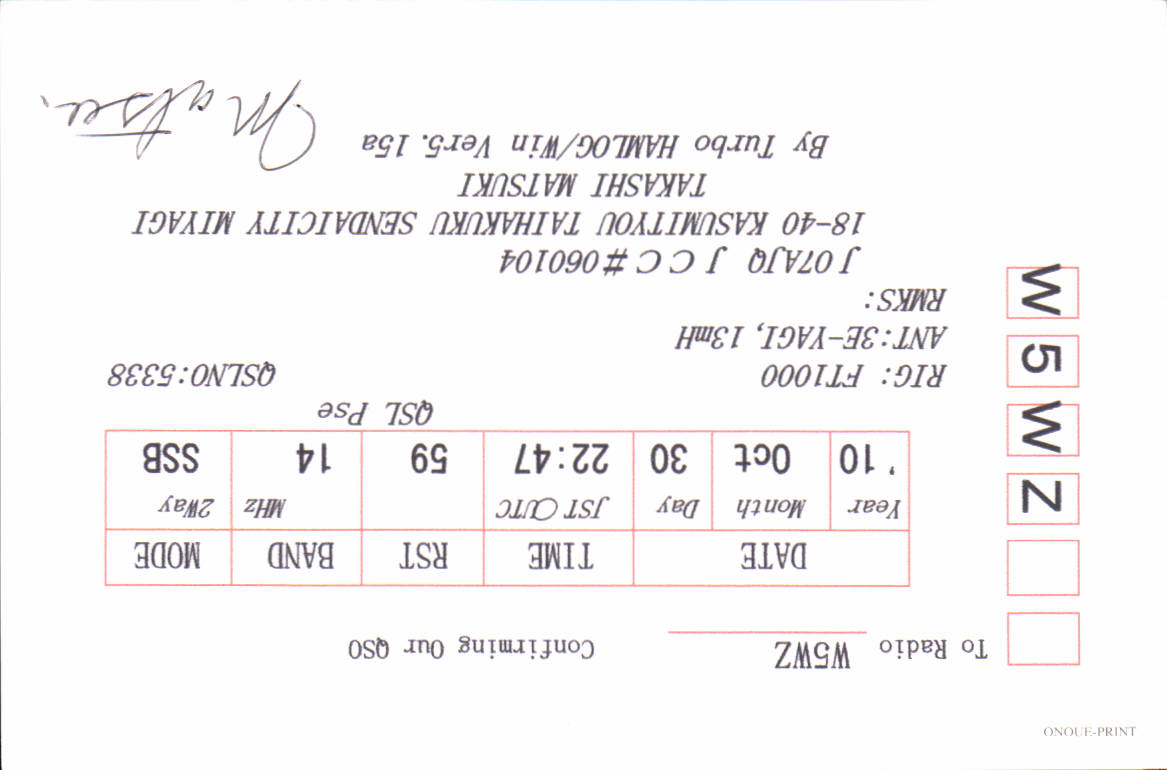 To Radio W5WZ Confirming Our QSO
DATE TIME RST BAND MODE
Year Month Day JST UTC MHz 2Way
'10 Oct 30 22:47 59 14 SSB
QSL Pse
RIG: FT1000 QSLNO:5338
ANT:3E-YAGI, 13mH
RMKS:
JO7AJQ JCC#060104
18-40 KASUMITYOU TAIHAKUKU SENDAICITY MIYAGI
TAKASHI MATSUKI
By Turbo HAMLOG/Win Ver5.15a
Matsu.
W
5
W
Z
ONOUE-PRINT